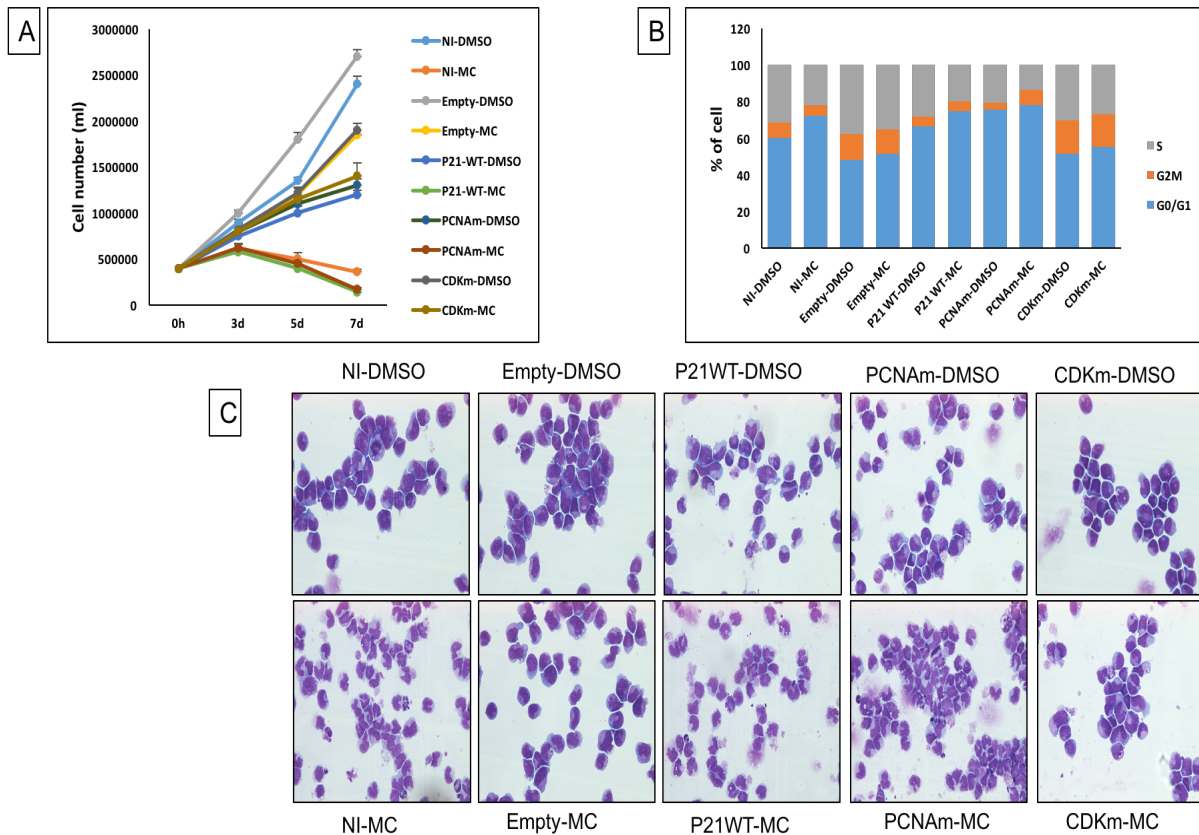 A
3000000
2500000
2000000
1500000
1000000
500000
0
Cell number (ml)
0h 3d 5d 7d
NI-DMSO
NI-MC
Empty-DMSO
Empty-MC
P21-WT-DMSO
P21-WT-MC
PCNAm-DMSO
PCNAm-MC
CDKm-DMSO
CDKm-MC
B
120
100
80
60
40
20
0
% of cell
NI-DMSO
NI-MC
Empty-DMSO
Empty-MC
P21 WT-DMSO
P21 WT-MC
PCNAm-DMSO
PCNAm-MC
CDKm-DMSO
CDKm-MC
S
G2M
G0/G1
C
NI-DMSO Empty-DMSO P21WT-DMSO PCNAm-DMSO CDKm-DMSO
NI-MC Empty-MC P21WT-MC PCNAm-MC CDKm-MC